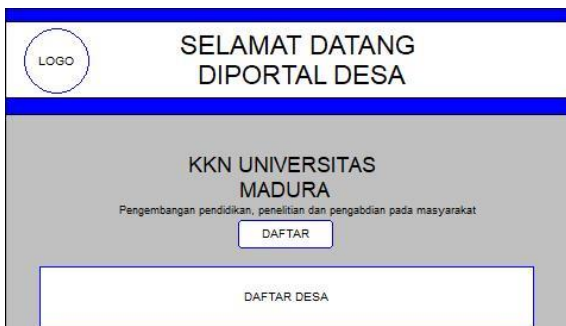 LOGO
SELAMAT DATANG
DIPORTAL DESA
KKN UNIVERSITAS
MADURA
Pengembangan pendidikan, penelitian dan pengabdian pada masyarakat
DAFTAR
DAFTAR DESA